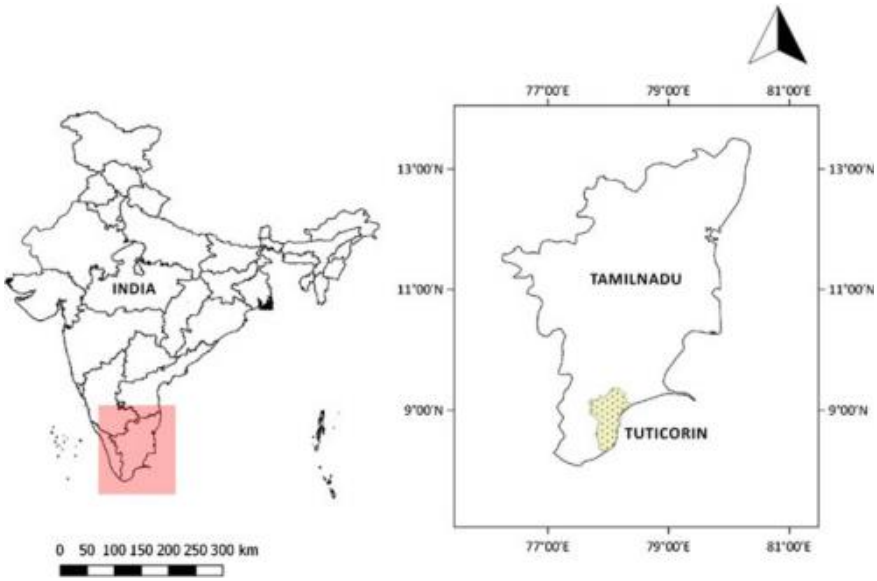 77°00'E 79°00'E 81°00'E
13°00'N 13°00'N
INDIA
TAMILNADU
11°00'N 11°00'N
9°00'N 9°00'N
TUTICORIN
0 50 100 150 200 250 300 km
77°00'E 79°00'E 81°00'E